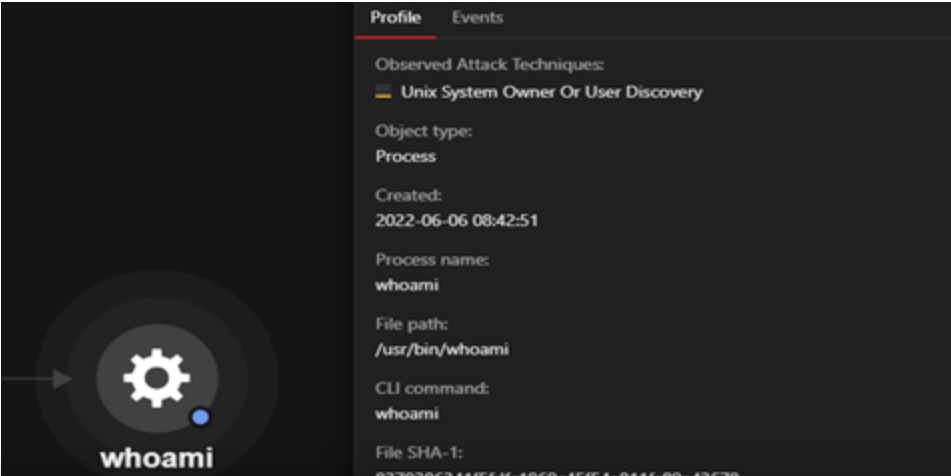 Profile Events
Observed Attack Techniques:
Unix System Owner Or User Discovery
Object type:
Process
Created:
2022-06-06 08:42:51
Process name:
whoami
File path:
/usr/bin/whoami
CLI command:
whoami
File SHA-1:
whoami